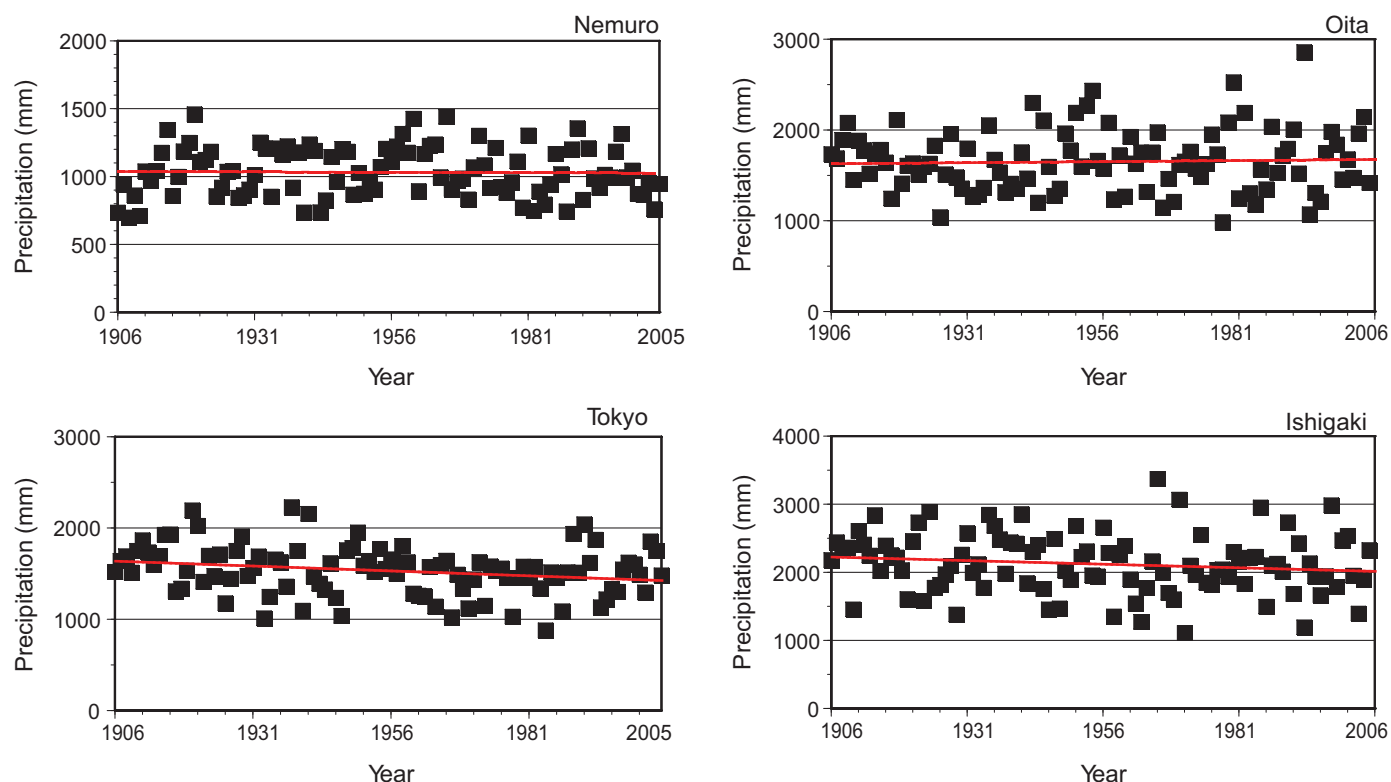 Nemuro
2000
1500
1000
500
0
Precipitation (mm)
1906 1931 1956 1981 2005
Year
Oita
3000
2000
1000
0
Precipitation (mm)
1906 1931 1956 1981 2006
Year
Tokyo
3000
2000
1000
0
Precipitation (mm)
1906 1931 1956 1981 2005
Year
Ishigaki
4000
3000
2000
1000
0
Precipitation (mm)
1906 1931 1956 1981 2006
Year